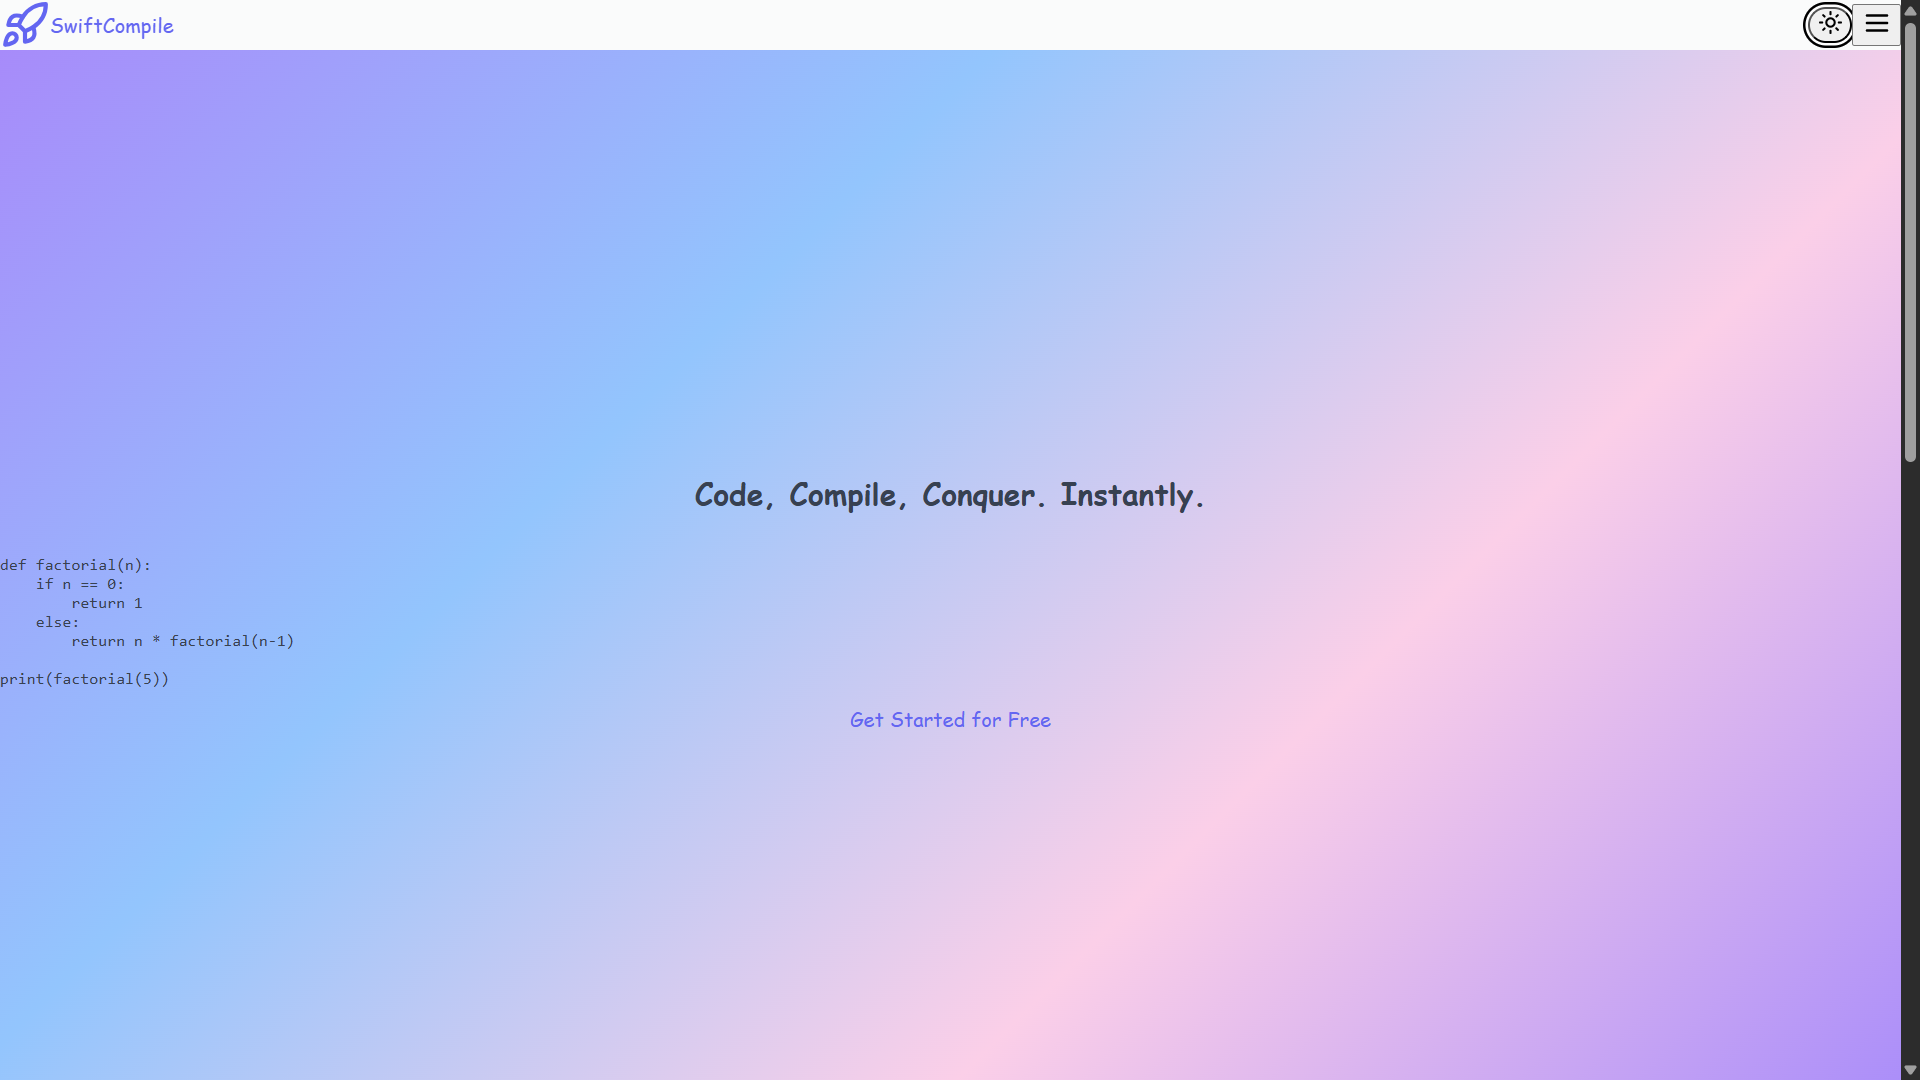 SwiftCompile
Code, Compile, Conquer. Instantly.
def factorial(n):
    if n == 0:
        return 1
    else:
        return n * factorial(n-1)
print(factorial(5))
Get Started for Free